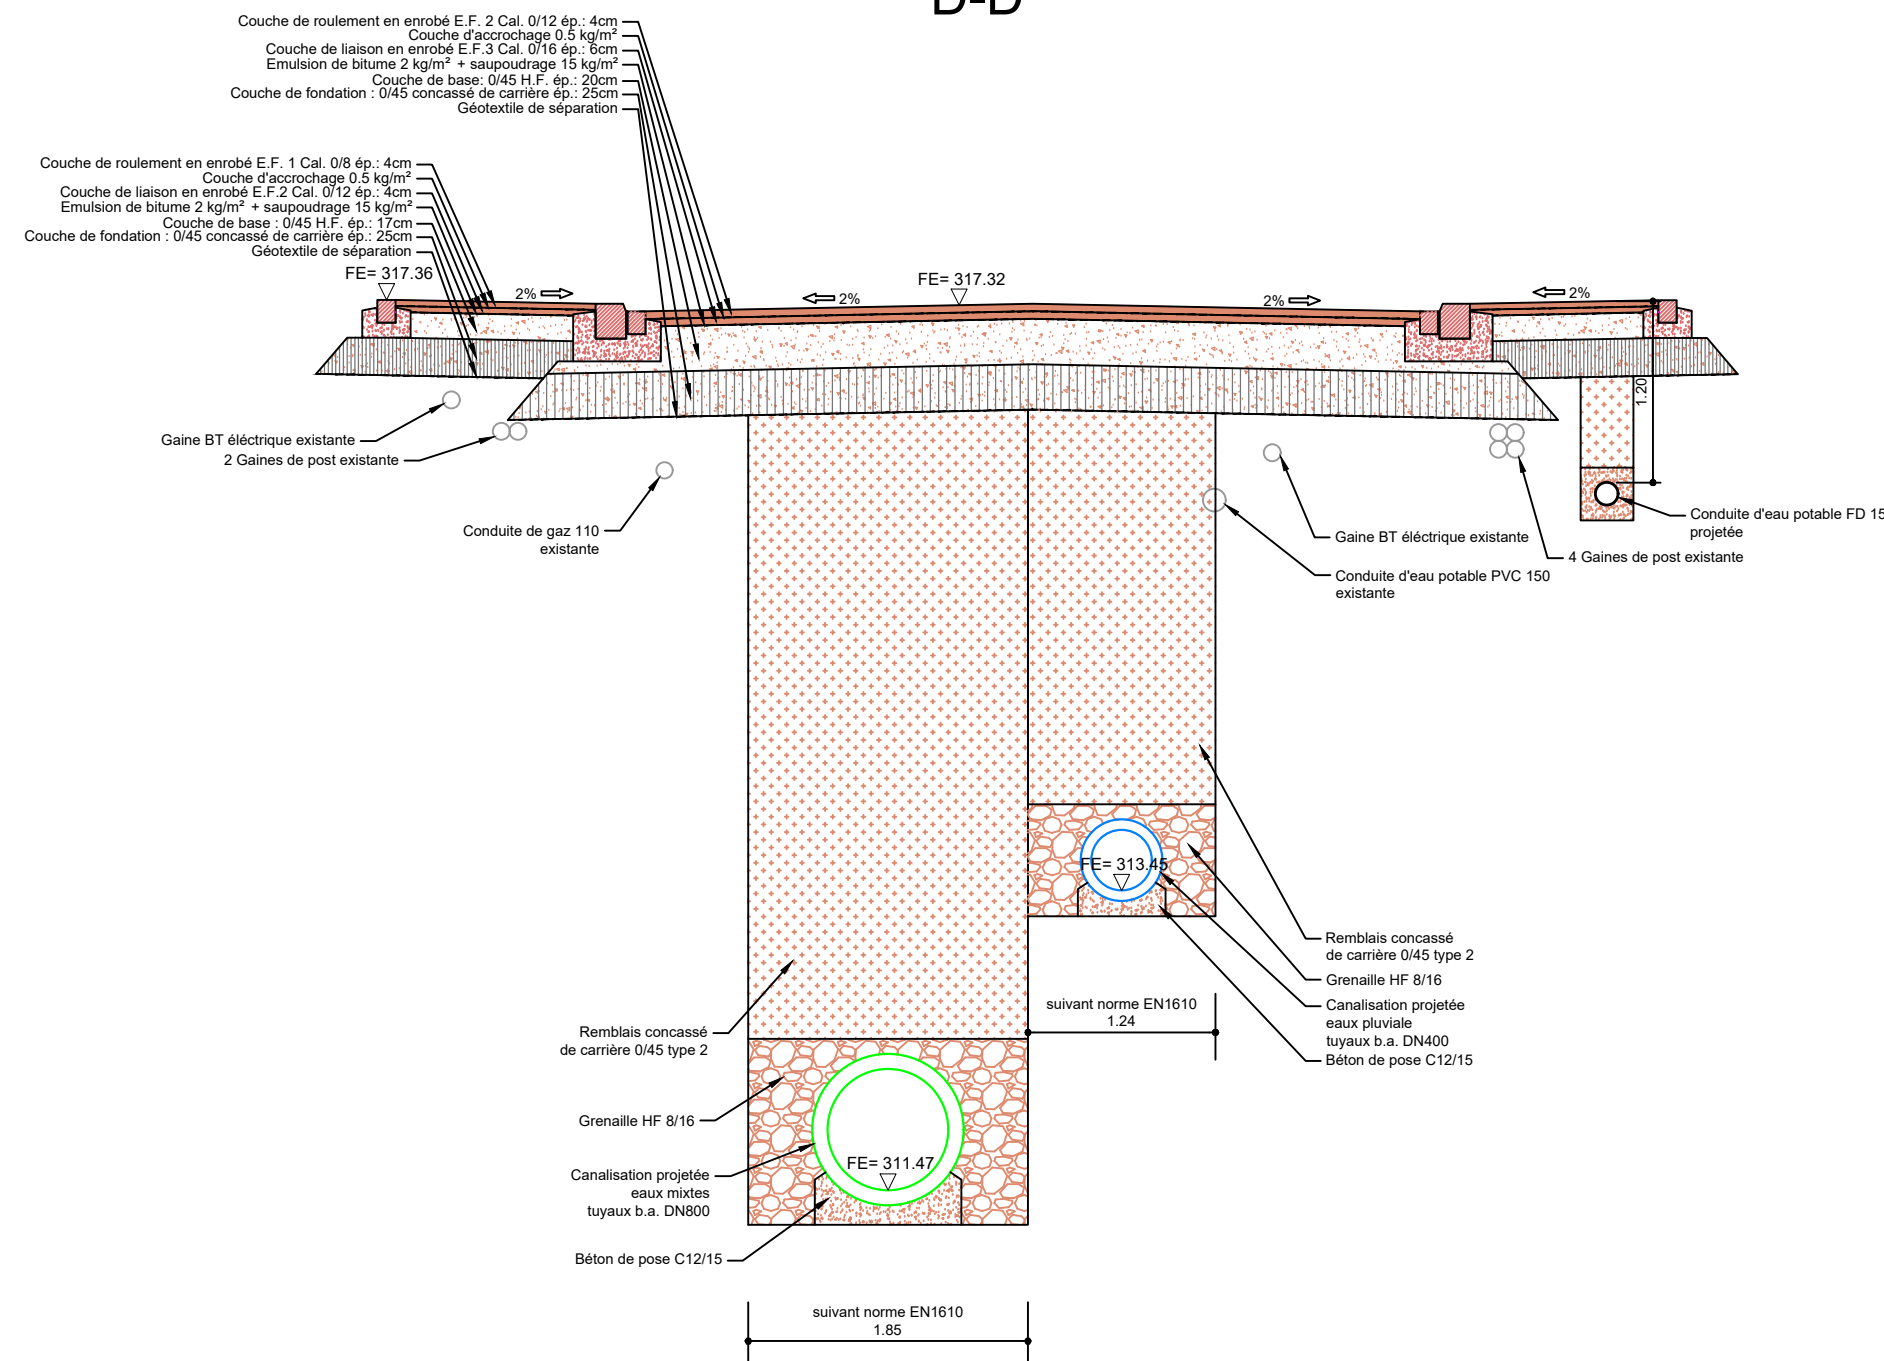 D-D
Couche de roulement en enrobé E.F. 2 Cal. 0/12 ép.: 4cm
Couche d'accrochage 0.5 kg/m²
Couche de liaison en enrobé E.F.3 Cal. 0/16 ép.: 6cm
Emulsion de bitume 2 kg/m² + saupoudrage 15 kg/m²
Couche de base: 0/45 H.F. ép.: 20cm
Couche de fondation : 0/45 concassé de carrière ép.: 25cm
Géotextile de séparation
Couche de roulement en enrobé E.F. 1 Cal. 0/8 ép.: 4cm
Couche d'accrochage 0.5 kg/m²
Couche de liaison en enrobé E.F.2 Cal. 0/12 ép.: 4cm
Emulsion de bitume 2 kg/m² + saupoudrage 15 kg/m²
Couche de base : 0/45 H.F. ép.: 17cm
Couche de fondation : 0/45 concassé de carrière ép.: 25cm
Géotextile de séparation
FE= 317.36
FE= 317.32
2%
2%
2%
2%
1.20
Gaine BT éléctrique existante
2 Gaines de post existante
Conduite de gaz 110
existante
Gaine BT éléctrique existante
Conduite d'eau potable PVC 150
existante
4 Gaines de post existante
Conduite d'eau potable FD 15
projetée
FE= 313.45
Remblais concassé
de carrière 0/45 type 2
Grenaille HF 8/16
Canalisation projetée
eaux pluviale
tuyaux b.a. DN400
Béton de pose C12/15
suivant norme EN1610
1.24
Remblais concassé
de carrière 0/45 type 2
Grenaille HF 8/16
Canalisation projetée
eaux mixtes
tuyaux b.a. DN800
FE= 311.47
Béton de pose C12/15
suivant norme EN1610
1.85